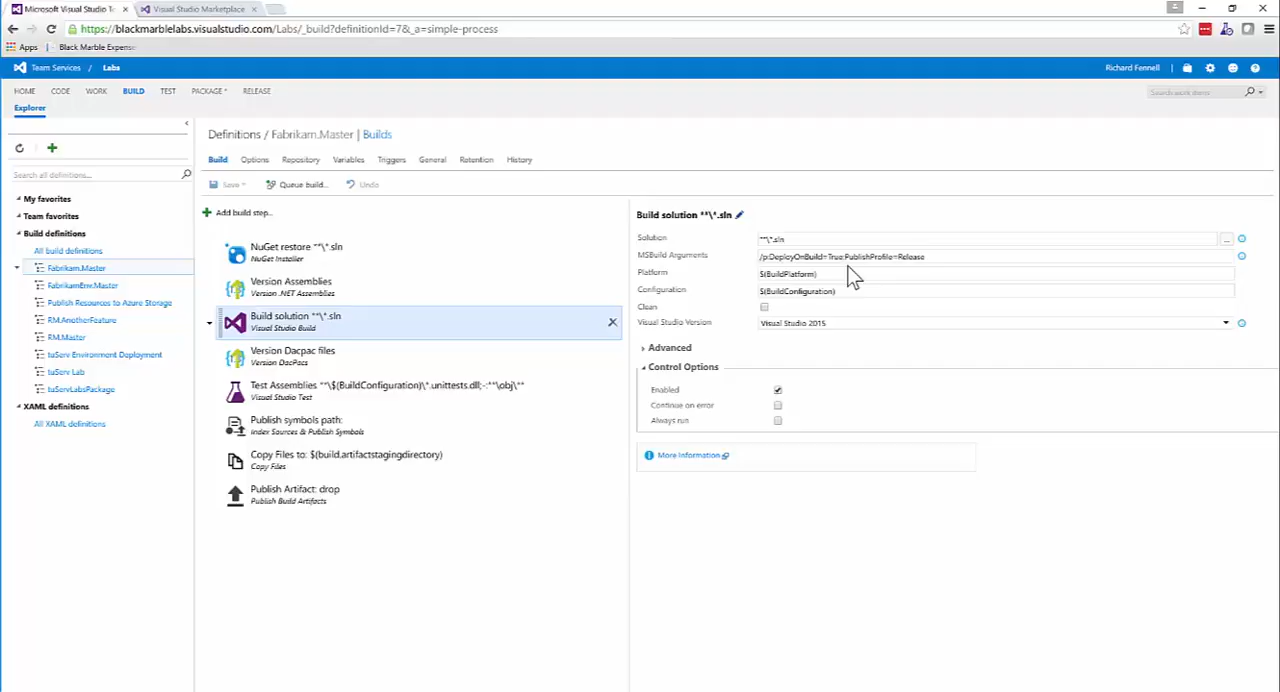 Microsoft Visual Studio Te
Visual Studio Marketplace
https://blackmarblelabs.visualstudio.com/Labs/_build?definitionId=7&_a=simple-process
Apps
Black Marble Expense
Team Services / Labs
Richard Fennell
HOME CODE WORK BUILD TEST PACKAGE* RELEASE
Search work items
Explorer
Definitions / Fabrikam.Master | Builds
Build Options Repository Variables Triggers General Retention History
Search all definitions...
Save Queue build... Undo
My favorites
Team favorites
Build definitions
All build definitions
Fabrikam.Master
FabrikamEnv.Master
Publish Resources to Azure Storage
RM.AnotherFeature
RM.Master
tuServ Environment Deployment
tuServ Lab
tuServLabsPackage
XAML definitions
All XAML definitions
Add build step...
NuGet restore **\*.sln
NuGet Installer
Version Assemblies
Version .NET Assemblies
Build solution **\*.sln
Visual Studio Build
Version Dacpac files
Version DacPacs
Test Assemblies **\$(BuildConfiguration)\*.unittests.dll;-:**\obj\**
Visual Studio Test
Publish symbols path:
Index Sources & Publish Symbols
Copy Files to: $(build.artifactstagingdirectory)
Copy Files
Publish Artifact: drop
Publish Build Artifacts
Build solution **\*.sln
Solution **\*.sln ...
MSBuild Arguments /p:DeployOnBuild=True;PublishProfile=Release
Platform $(BuildPlatform)
Configuration $(BuildConfiguration)
Clean
Visual Studio Version Visual Studio 2015
Advanced
Control Options
Enabled
Continue on error
Always run
More Information